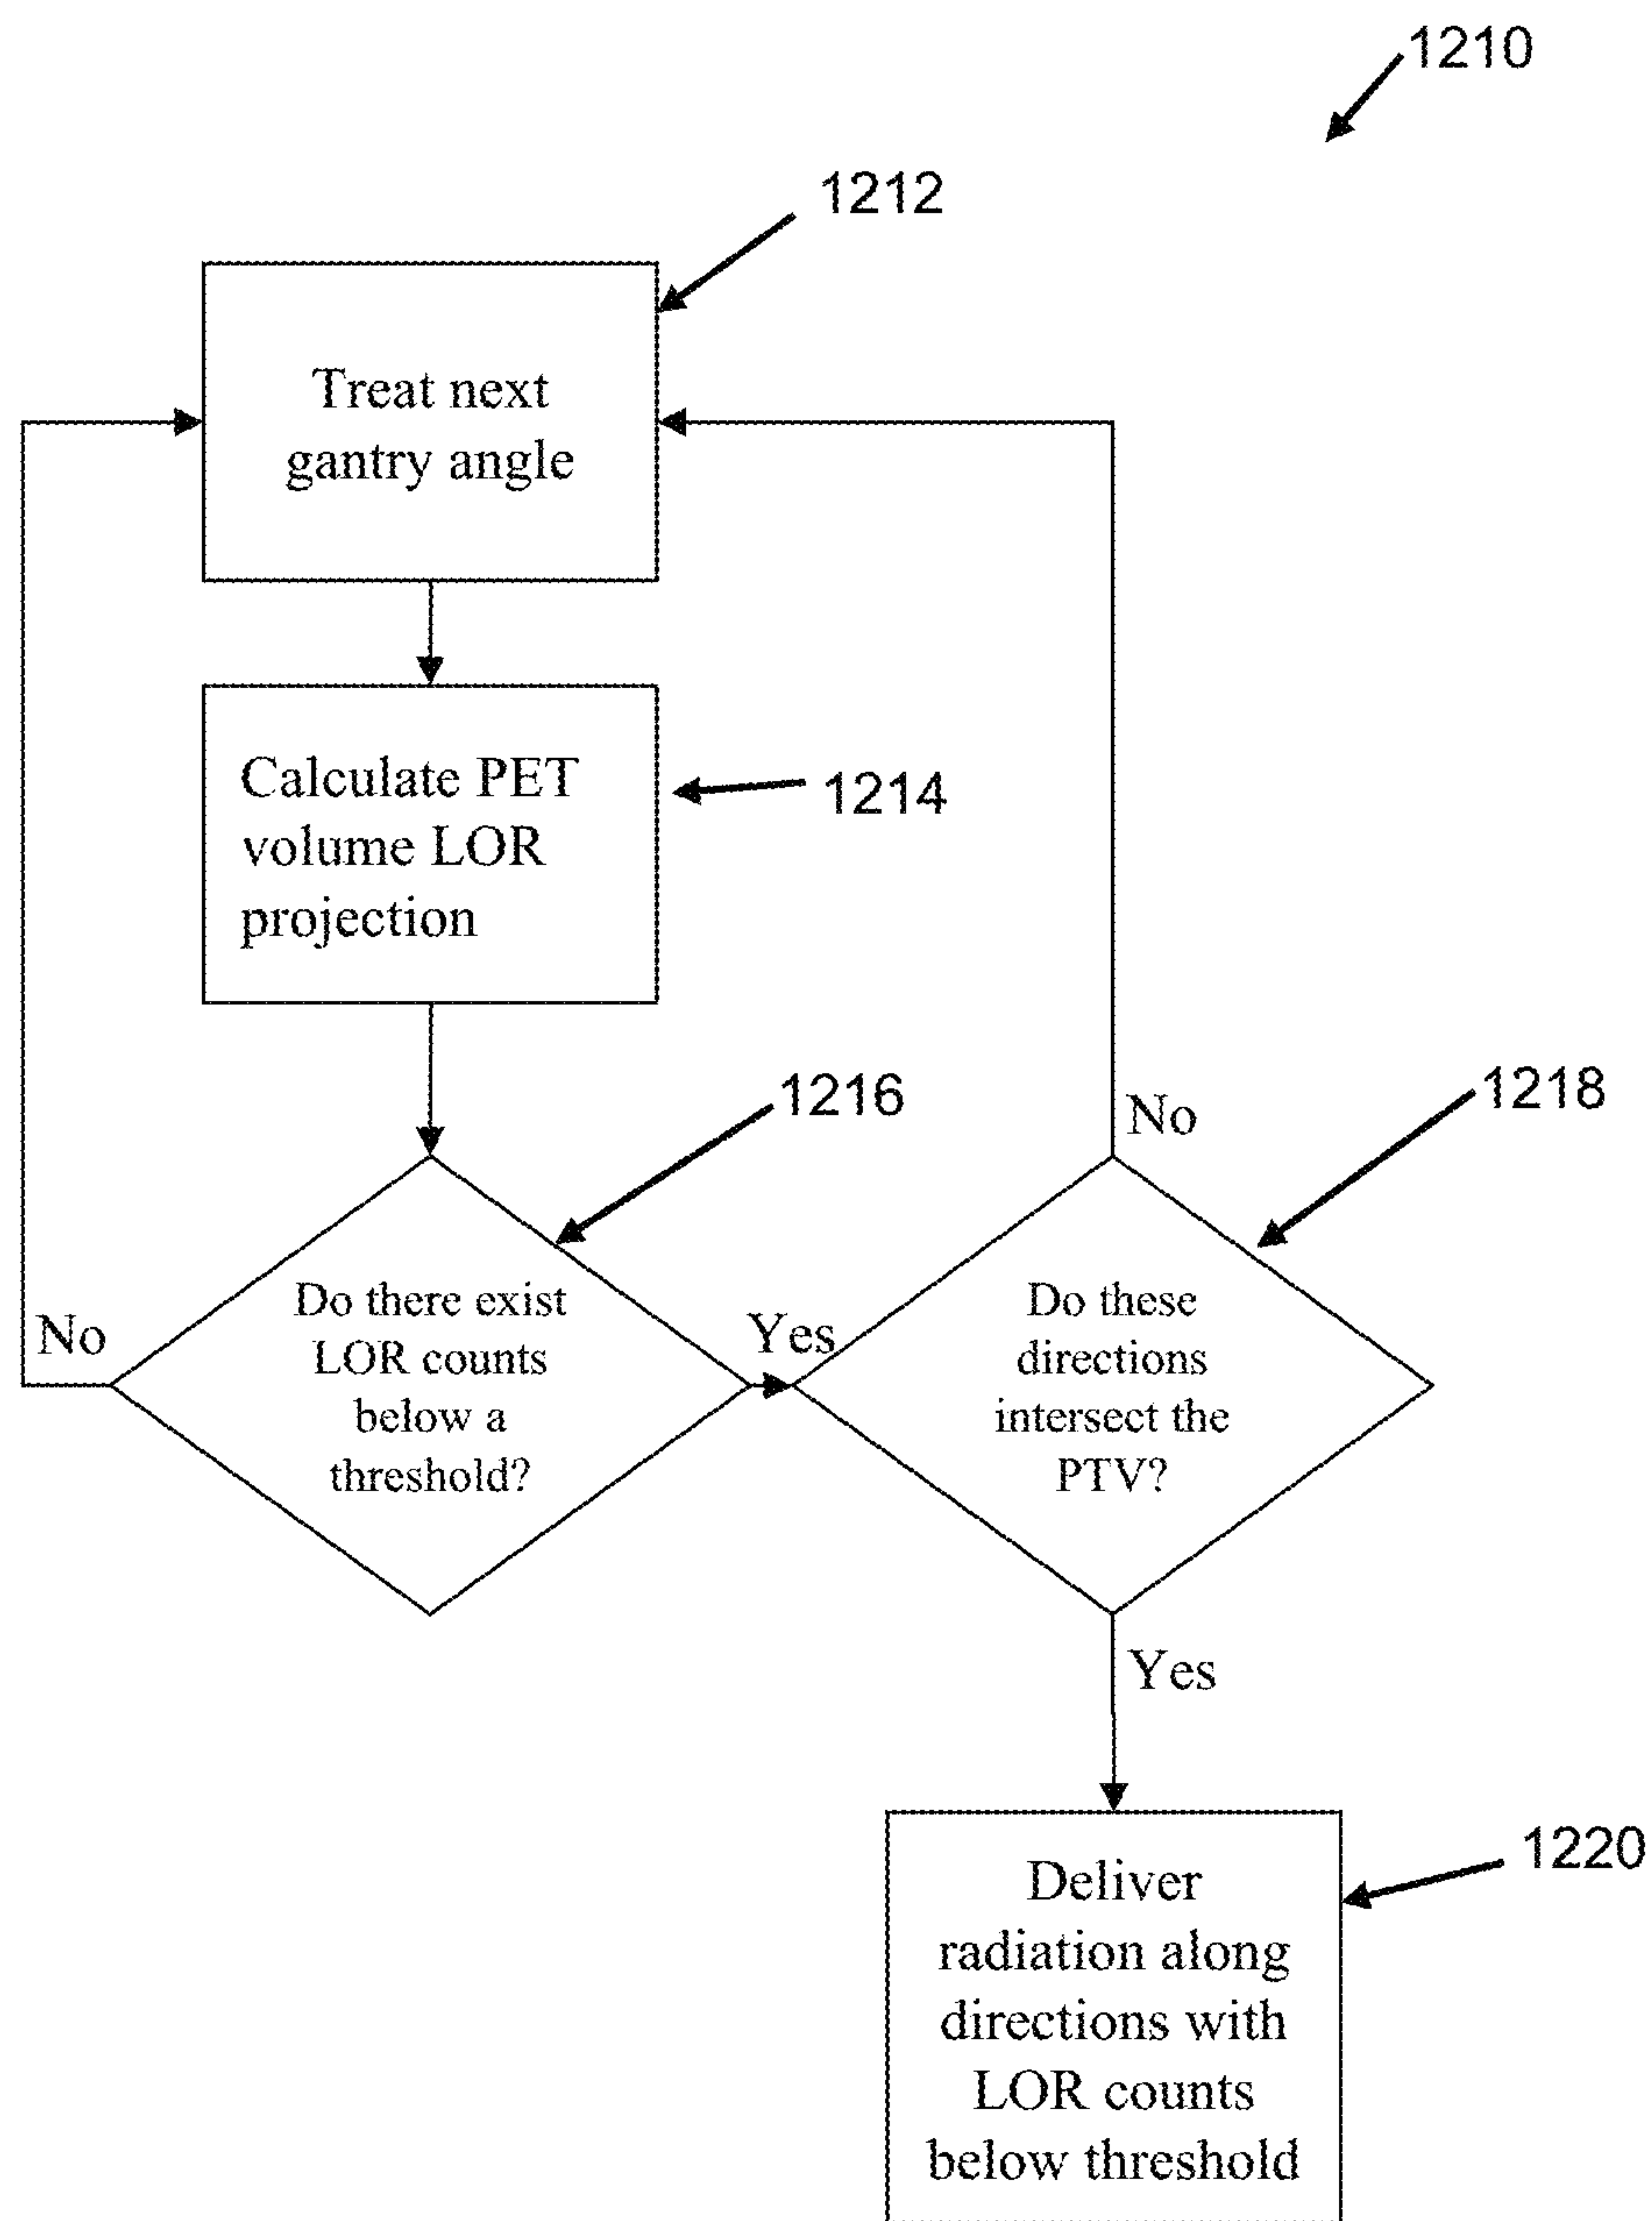 1210
1212
Treat next
gantry angle
Calculate PET
volume LOR
projection
1214
1216
1218
No
Do there exist
LOR counts
below a
threshold?
No
Yes
Do these
directions
intersect the
PTV?
Yes
1220
Deliver
radiation along
directions with
LOR counts
below threshold